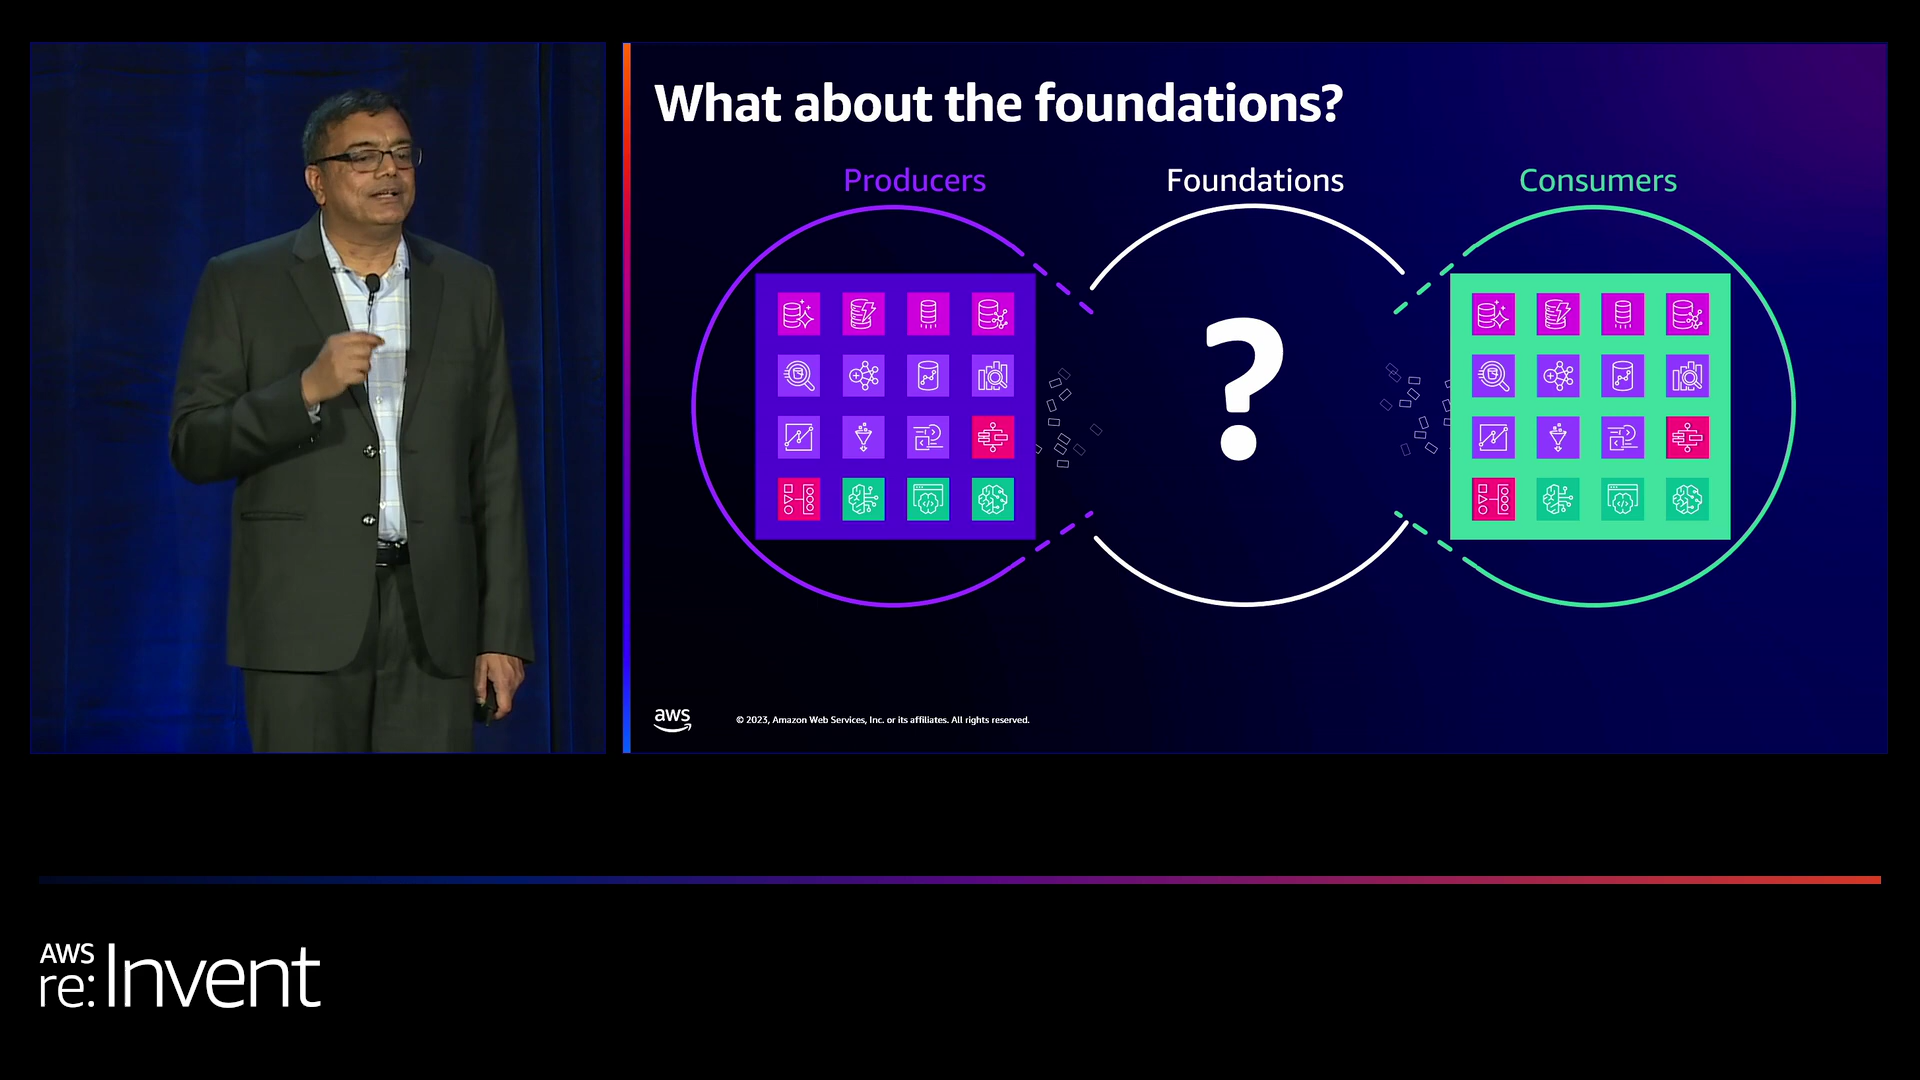 What about the foundations?
Producers
Foundations
Consumers
?
aws
© 2023, Amazon Web Services, Inc. or its affiliates. All rights reserved.
AWS
re:Invent